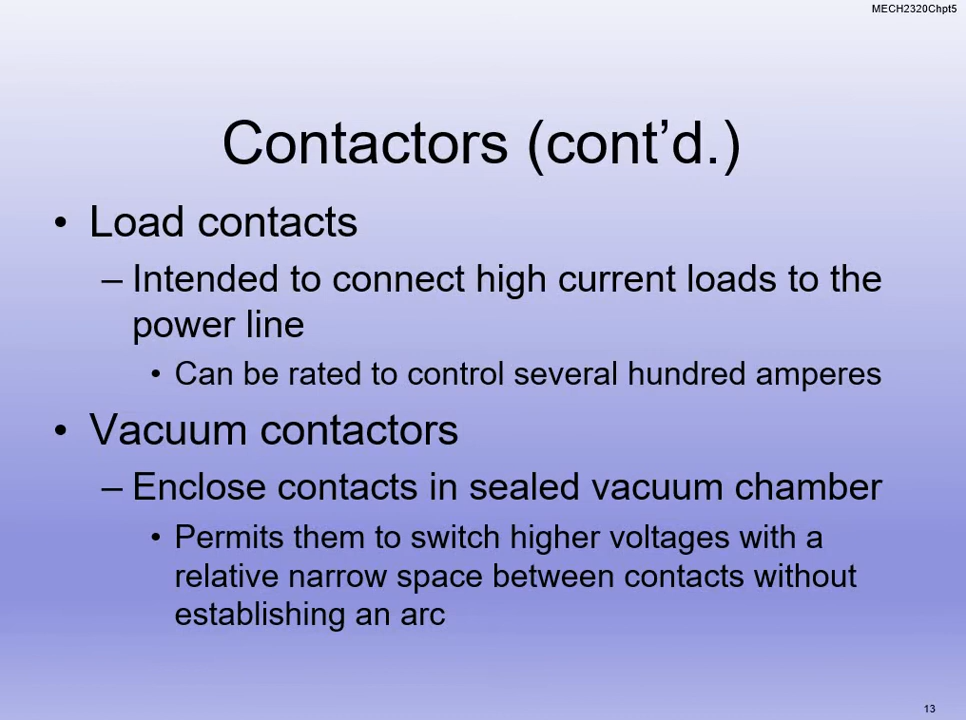 MECH2320Chpt5
Contactors (cont’d.)
• Load contacts
– Intended to connect high current loads to the
power line
• Can be rated to control several hundred amperes
• Vacuum contactors
– Enclose contacts in sealed vacuum chamber
• Permits them to switch higher voltages with a
relative narrow space between contacts without
establishing an arc
13